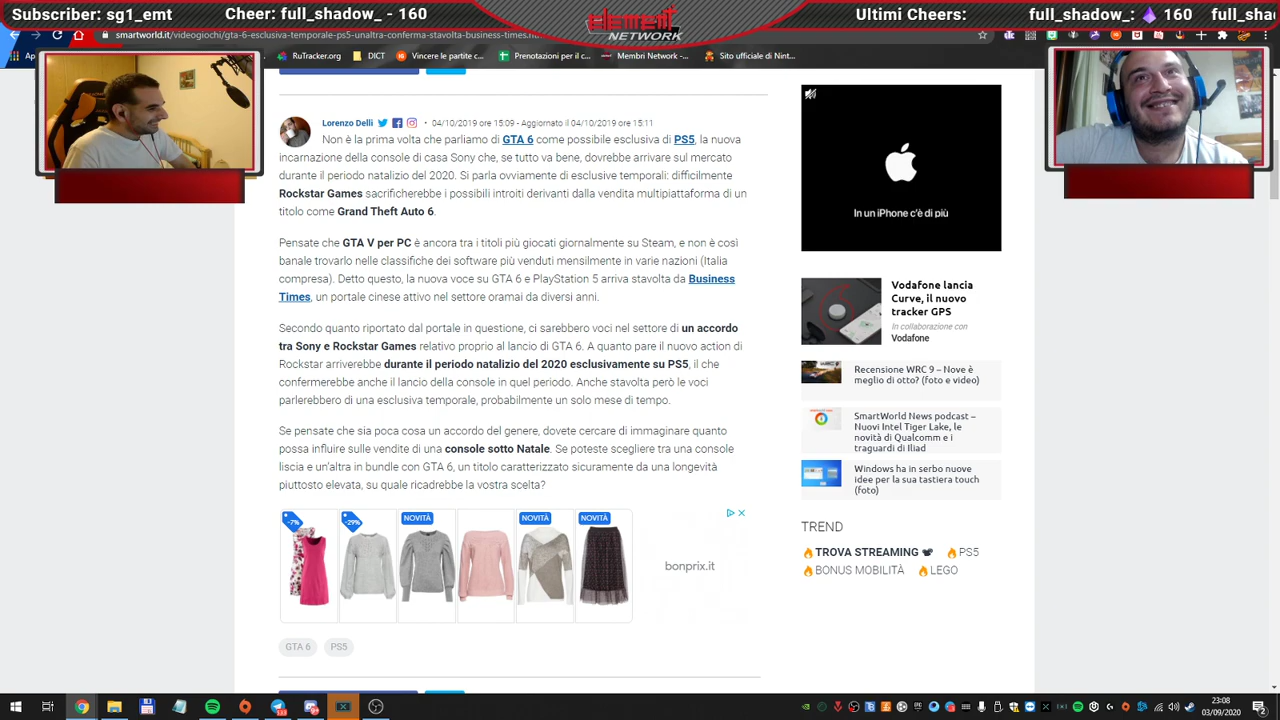 Subscriber: sg1_emt
Cheer: full_shadow_ - 160
element
NETWORK
Ultimi Cheers:
full_shadow_: 160 full_sha
smartworld.it/videogiochi/gta-6-esclusiva-temporale-ps5-unaltra-conferma-stavolta-business-times.
Ap
RuTracker.org
DICT
Vincere le partite c...
Prenotazioni per il c...
Membri Network -...
Sito ufficiale di Nint...
Lorenzo Delli • 04/10/2019 ore 15:09 - Aggiornato il 04/10/2019 ore 15:11
Non è la prima volta che parliamo di GTA 6 come possibile esclusiva di PS5, la nuova
incarnazione della console di casa Sony che, se tutto va bene, dovrebbe arrivare sul mercato
durante il periodo natalizio del 2020. Si parla ovviamente di esclusive temporali: difficilmente
Rockstar Games sacrificherebbe i possibili introiti derivanti dalla vendita multipiattaforma di un
titolo come Grand Theft Auto 6.
Pensate che GTA V per PC è ancora tra i titoli più giocati giornalmente su Steam, e non è così
banale trovarlo nelle classifiche dei software più venduti mensilmente in varie nazioni (Italia
compresa). Detto questo, la nuova voce su GTA 6 e PlayStation 5 arriva stavolta da Business
Times, un portale cinese attivo nel settore oramai da diversi anni.
Secondo quanto riportato dal portale in questione, ci sarebbero voci nel settore di un accordo
tra Sony e Rockstar Games relativo proprio al lancio di GTA 6. A quanto pare il nuovo action di
Rockstar arriverebbe durante il periodo natalizio del 2020 esclusivamente su PS5, il che
confermerebbe anche il lancio della console in quel periodo. Anche stavolta però le voci
parlerebbero di una esclusiva temporale, probabilmente un solo mese di tempo.
Se pensate che sia poca cosa un accordo del genere, dovete cercare di immaginare quanto
possa influire sulle vendite di una console sotto Natale. Se poteste scegliere tra una console
liscia e un'altra in bundle con GTA 6, un titolo caratterizzato sicuramente da una longevità
piuttosto elevata, su quale ricadrebbe la vostra scelta?
-7%
-29%
NOVITÀ
NOVITÀ
NOVITÀ
bonprix.it
GTA 6
PS5
In un iPhone c'è di più
Vodafone lancia
Curve, il nuovo
tracker GPS
In collaborazione con
Vodafone
Recensione WRC 9 – Nove è
meglio di otto? (foto e video)
SmartWorld News podcast –
Nuovi Intel Tiger Lake, le
novità di Qualcomm e i
traguardi di Iliad
Windows ha in serbo nuove
idee per la sua tastiera touch
(foto)
TREND
TROVA STREAMING
PS5
BONUS MOBILITÀ
LEGO
23:08
03/09/2020